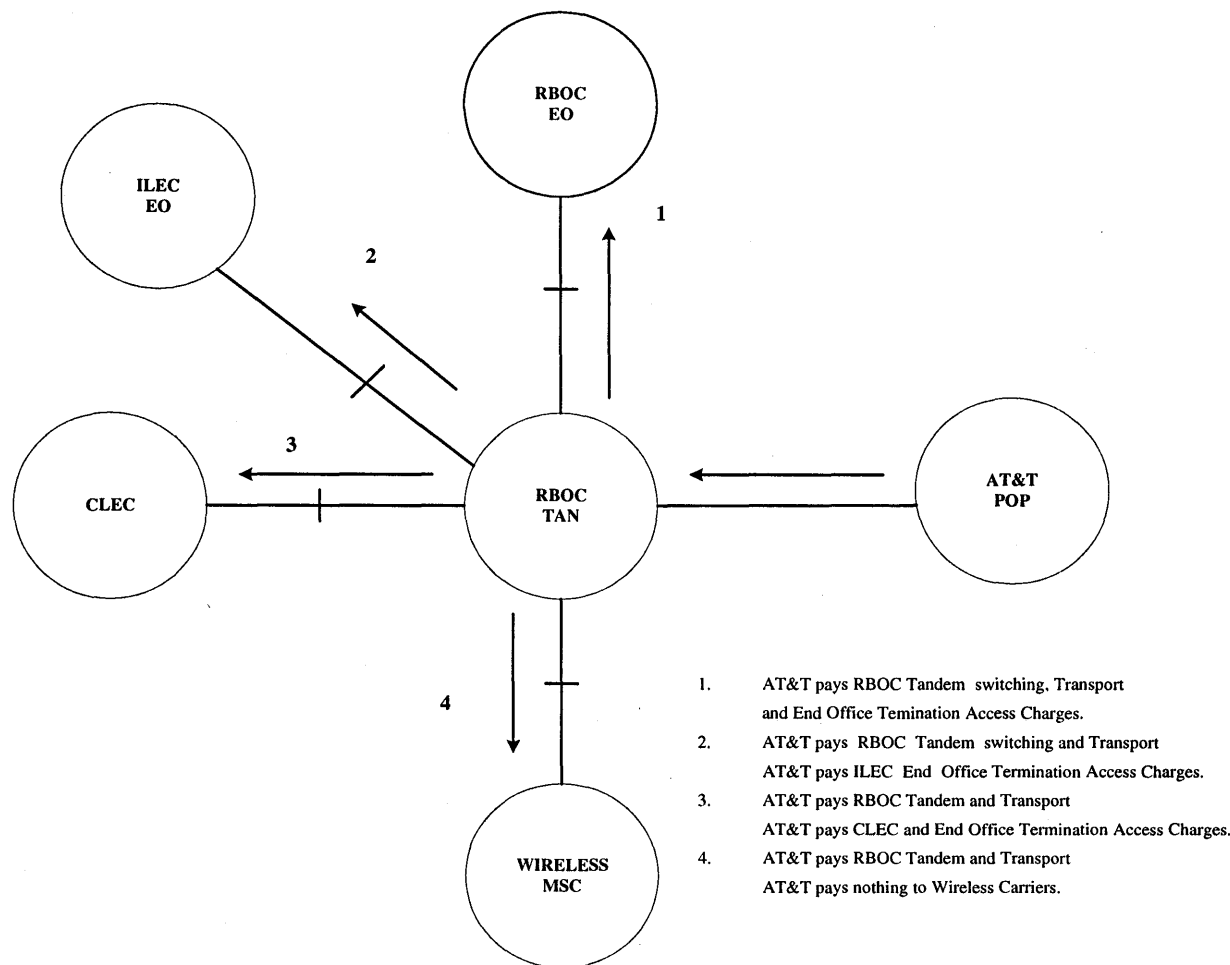 RBOC
EO
ILEC
EO
1
2
3
CLEC
RBOC
TAN
AT&T
POP
4
WIRELESS
MSC
1. AT&T pays RBOC Tandem switching, Transport
and End Office Temination Access Charges.
2. AT&T pays RBOC Tandem switching and Transport
AT&T pays ILEC End Office Termination Access Charges.
3. AT&T pays RBOC Tandem and Transport
AT&T pays CLEC and End Office Termination Access Charges.
4. AT&T pays RBOC Tandem and Transport
AT&T pays nothing to Wireless Carriers.